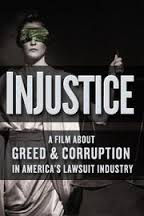 INJUSTICE
A FILM ABOUT
GREED & CORRUPTION
IN AMERICA'S LAWSUIT INDUSTRY